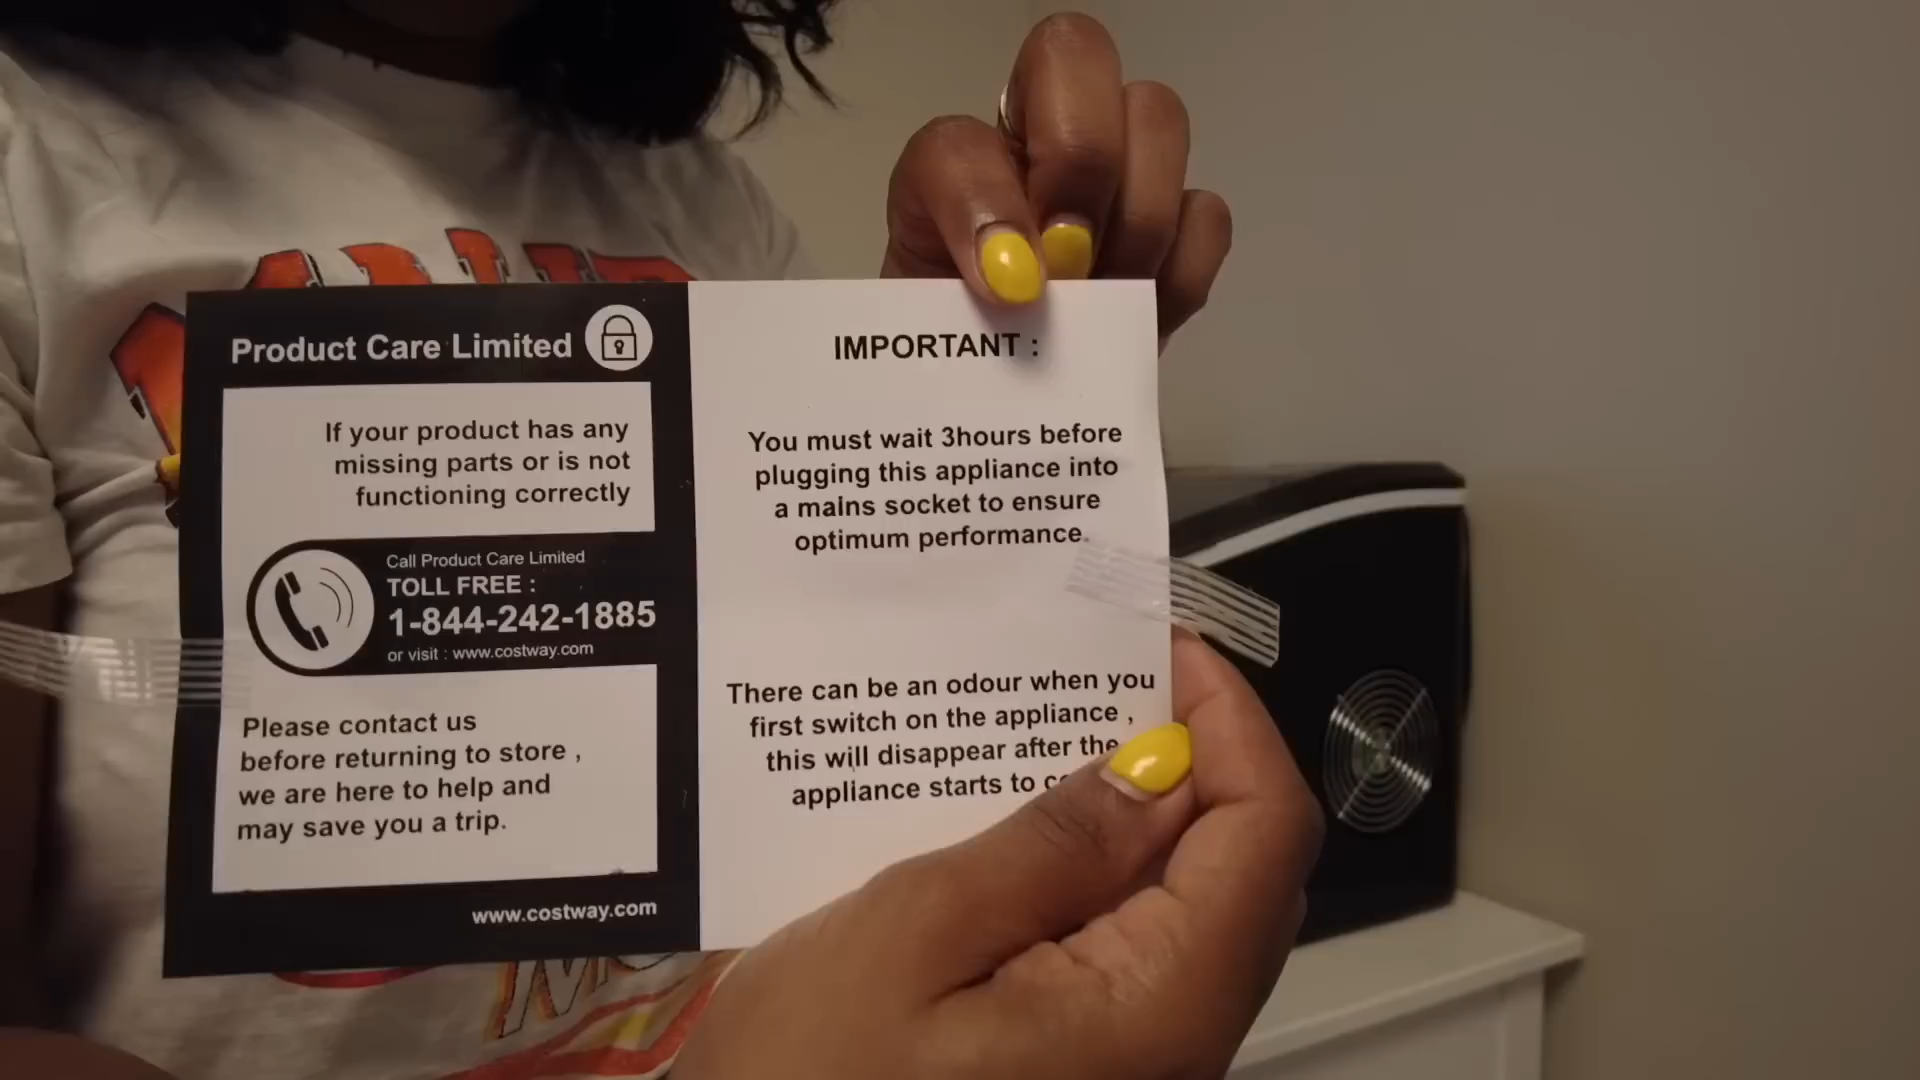 Product Care Limited
If your product has any
missing parts or is not
functioning correctly
Call Product Care Limited
TOLL FREE :
1-844-242-1885
or visit : www.costway.com
Please contact us
before returning to store ,
we are here to help and
may save you a trip.
www.costway.com
IMPORTANT :
You must wait 3hours before
plugging this appliance into
a mains socket to ensure
optimum performance.
There can be an odour when you
first switch on the appliance ,
this will disappear after the
appliance starts to